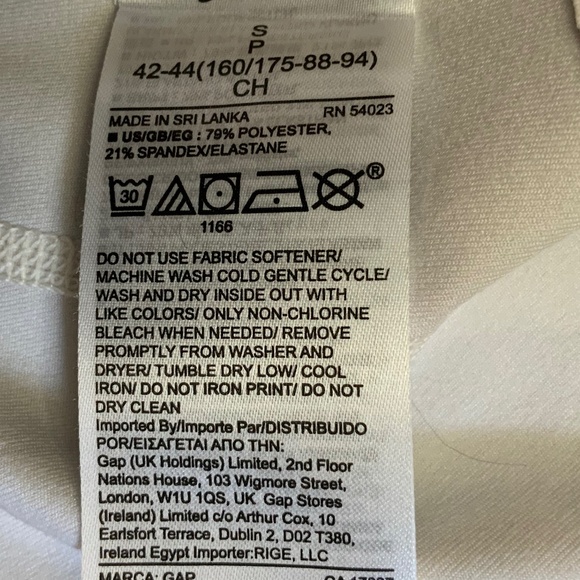 S
P
42-44(160/175-88-94)
CH
MADE IN SRI LANKA RN 54023
■ US/GB/EG : 79% POLYESTER,
21% SPANDEX/ELASTANE
30 ®
1166
DO NOT USE FABRIC SOFTENER/
MACHINE WASH COLD GENTLE CYCLE/
WASH AND DRY INSIDE OUT WITH
LIKE COLORS/ ONLY NON-CHLORINE
BLEACH WHEN NEEDED/ REMOVE
PROMPTLY FROM WASHER AND
DRYER/ TUMBLE DRY LOW/ COOL
IRON/ DO NOT IRON PRINT/ DO NOT
DRY CLEAN
Imported By/Importe Par/DISTRIBUIDO
POR/ΕΙΣΑΓΕΤΑΙ ΑΠΟ ΤΗΝ:
Gap (UK Holdings) Limited, 2nd Floor
Nations House, 103 Wigmore Street,
London, W1U 1QS, UK Gap Stores
(Ireland) Limited c/o Arthur Cox, 10
Earlsfort Terrace, Dublin 2, D02 T380,
Ireland Egypt Importer:RIGE, LLC
MARCA: GAP